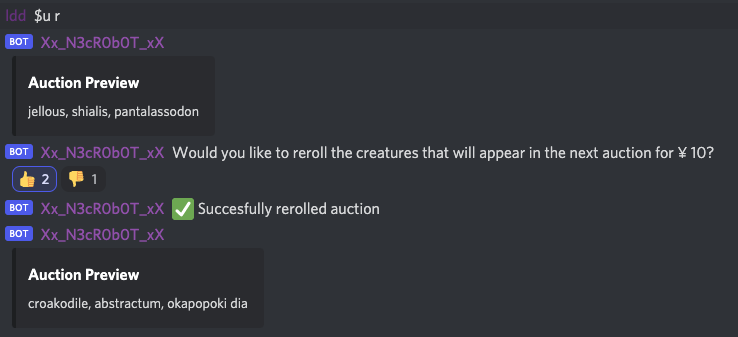 ldd $u r
BOT Xx_N3cR0b0T_xX
Auction Preview
jellous, shialis, pantalassodon
BOT Xx_N3cR0b0T_xX Would you like to reroll the creatures that will appear in the next auction for ¥ 10?
👍 2 👎 1
BOT Xx_N3cR0b0T_xX ✅ Succesfully rerolled auction
BOT Xx_N3cR0b0T_xX
Auction Preview
croakodile, abstractum, okapopoki dia